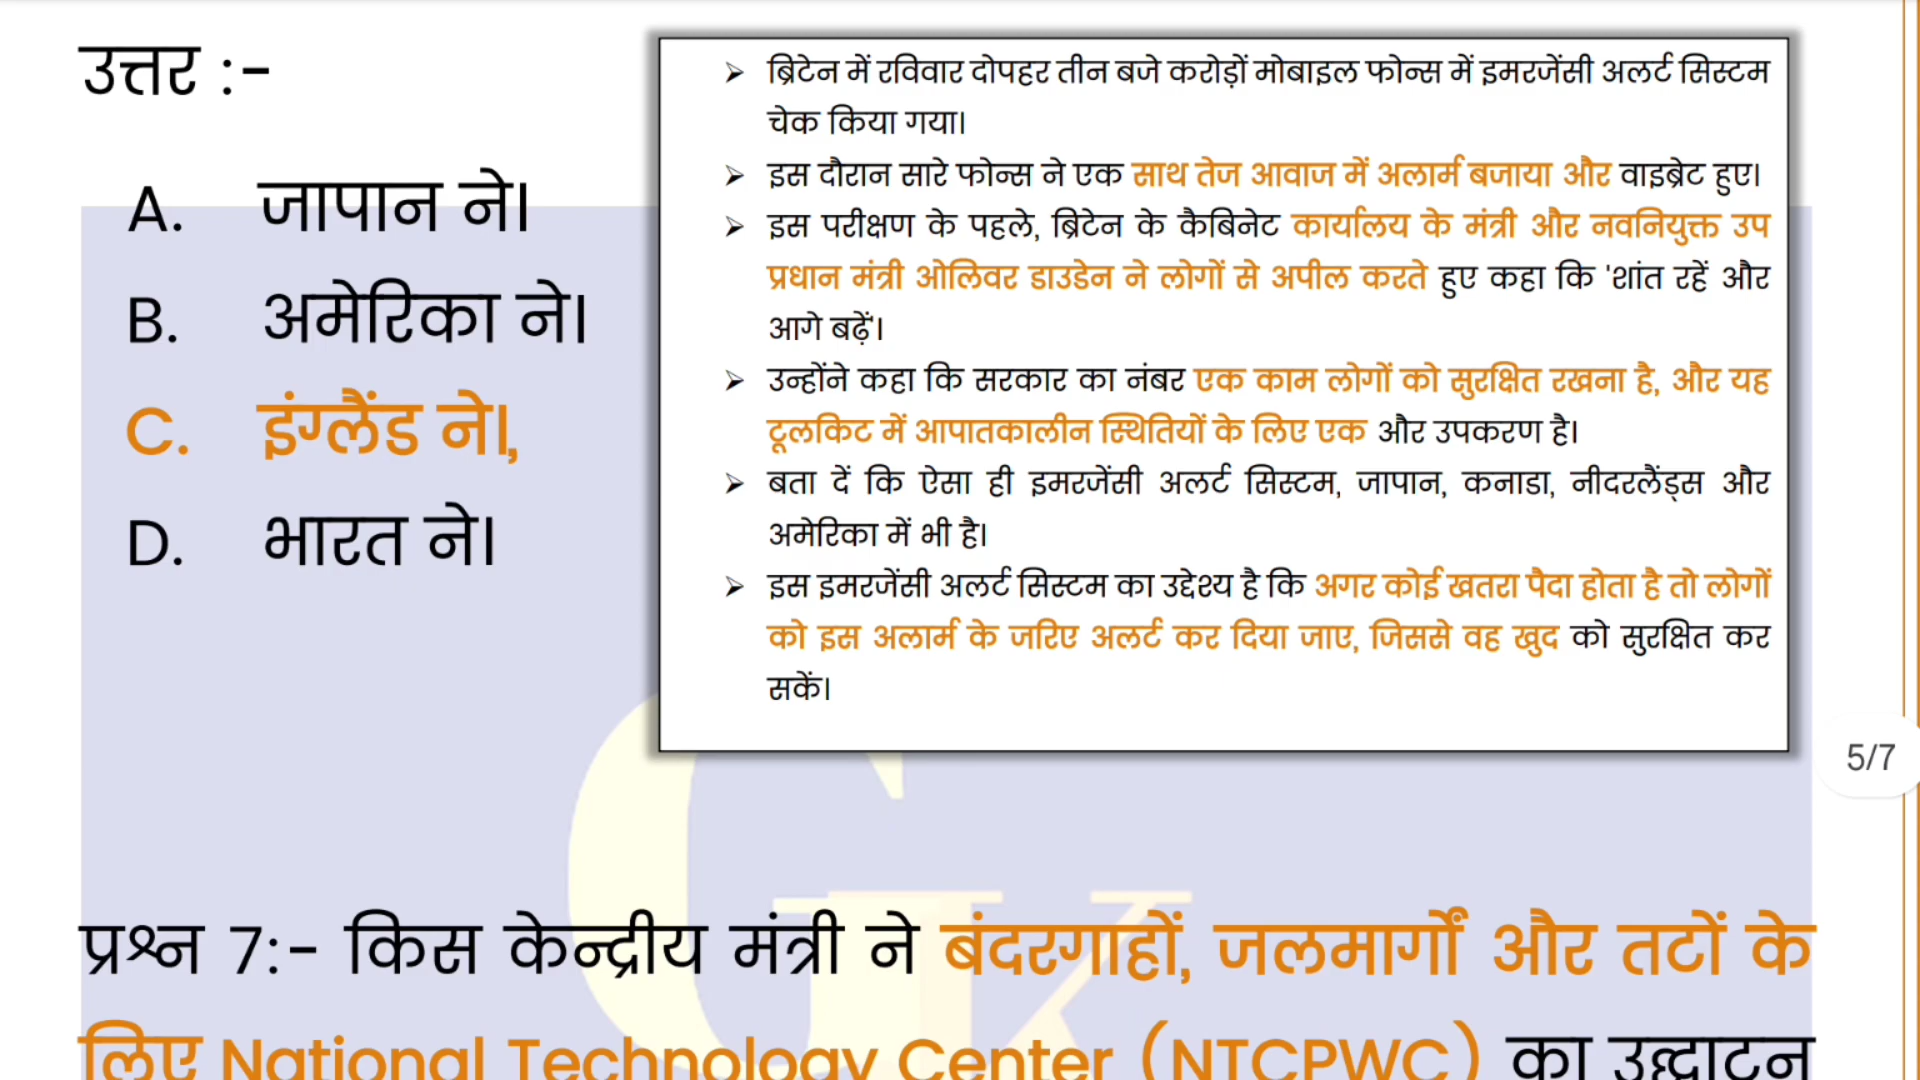 उत्तर :-
A. जापान ने।
B. अमेरिका ने।
C. इंग्लैंड ने।,
D. भारत ने।
➢ ब्रिटेन में रविवार दोपहर तीन बजे करोड़ों मोबाइल फोन्स में इमरजेंसी अलर्ट सिस्टम
चेक किया गया।
➢ इस दौरान सारे फोन्स ने एक साथ तेज आवाज में अलार्म बजाया और वाइब्रेट हुए।
➢ इस परीक्षण के पहले, ब्रिटेन के कैबिनेट कार्यालय के मंत्री और नवनियुक्त उप
प्रधान मंत्री ओलिवर डाउडेन ने लोगों से अपील करते हुए कहा कि 'शांत रहें और
आगे बढ़ें'।
➢ उन्होंने कहा कि सरकार का नंबर एक काम लोगों को सुरक्षित रखना है, और यह
टूलकिट में आपातकालीन स्थितियों के लिए एक और उपकरण है।
➢ बता दें कि ऐसा ही इमरजेंसी अलर्ट सिस्टम, जापान, कनाडा, नीदरलैंड्स और
अमेरिका में भी है।
➢ इस इमरजेंसी अलर्ट सिस्टम का उद्देश्य है कि अगर कोई खतरा पैदा होता है तो लोगों
को इस अलार्म के जरिए अलर्ट कर दिया जाए, जिससे वह खुद को सुरक्षित कर
सकें।
5/7
GK
प्रश्न 7:- किस केन्द्रीय मंत्री ने बंदरगाहों, जलमार्गों और तटों के
लिए National Technology Center (NTCPWC) का उद्घाटन